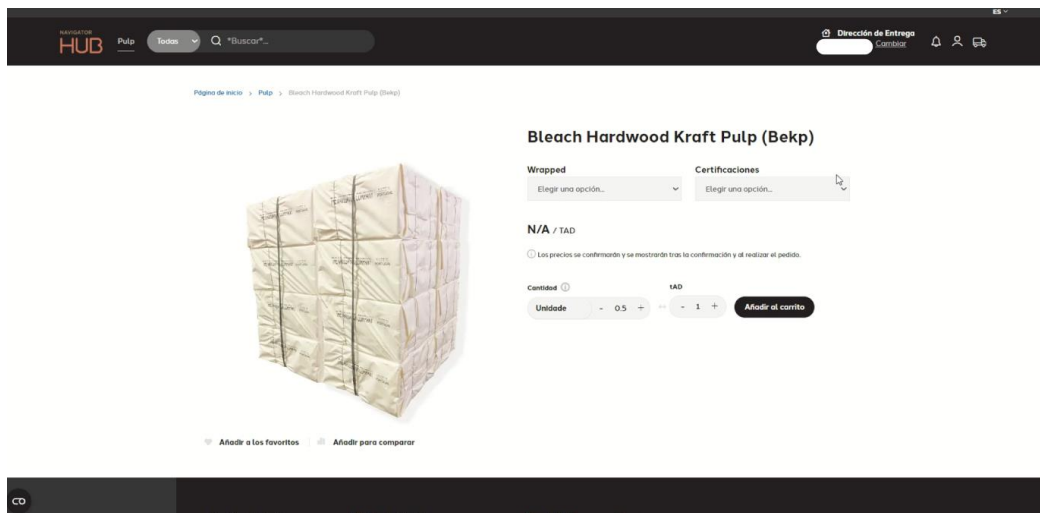 ES
NAVIGATOR
HUB
Pulp
Todas
*Buscar*...
Dirección de Entrega
Cambiar
Página de inicio > Pulp > Bleach Hardwood Kraft Pulp (Bekp)
Bleach Hardwood Kraft Pulp (Bekp)
Wrapped
Certificaciones
Elegir una opción...
Elegir una opción...
N/A / TAD
Los precios se confirmarán y se mostrarán tras la confirmación y al realizar el pedido.
Cantidad
tAD
Unidade - 0.5 +
- 1 +
Añadir al carrito
Añadir a los favoritos
Añadir para comparar